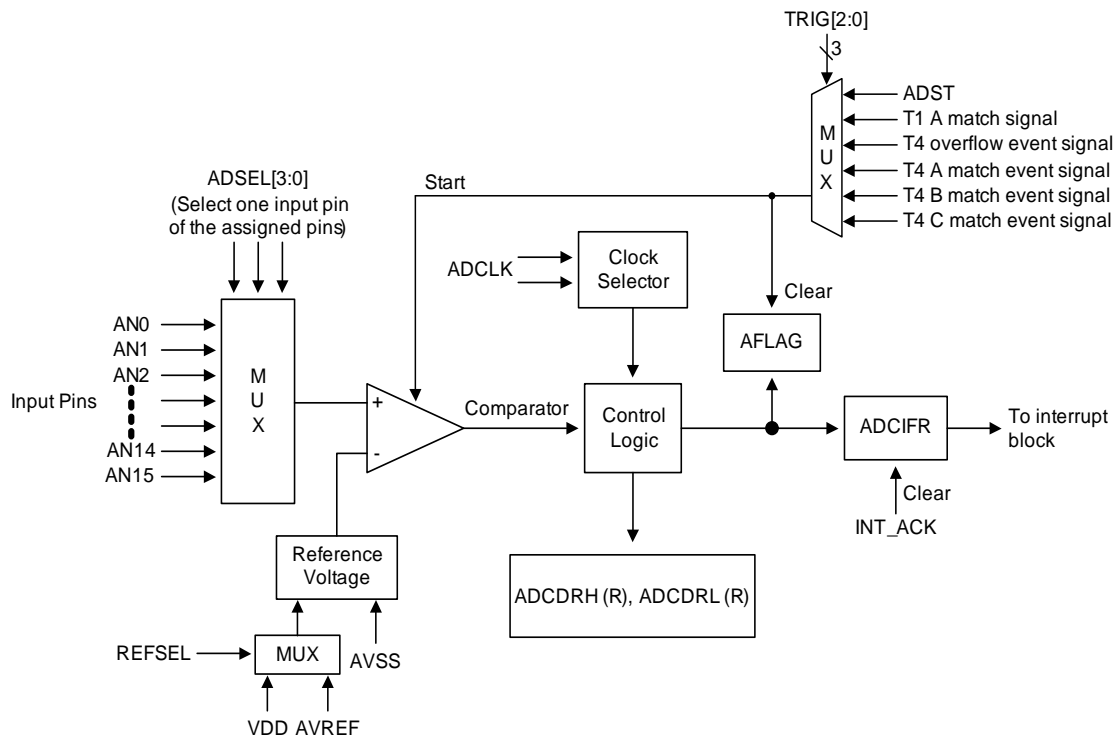 TRIG[2:0]
3
ADST
T1 A match signal
T4 overflow event signal
T4 A match event signal
T4 B match event signal
T4 C match event signal
MUX
Start
ADSEL[3:0]
(Select one input pin
of the assigned pins)
ADCLK
Clock
Selector
Clear
AFLAG
AN0
AN1
AN2
Input Pins
AN14
AN15
MUX
+
-
Comparator
Control
Logic
ADCIFR
To interrupt
block
Clear
INT_ACK
Reference
Voltage
ADCDRH (R), ADCDRL (R)
REFSEL
MUX
AVSS
VDD
AVREF